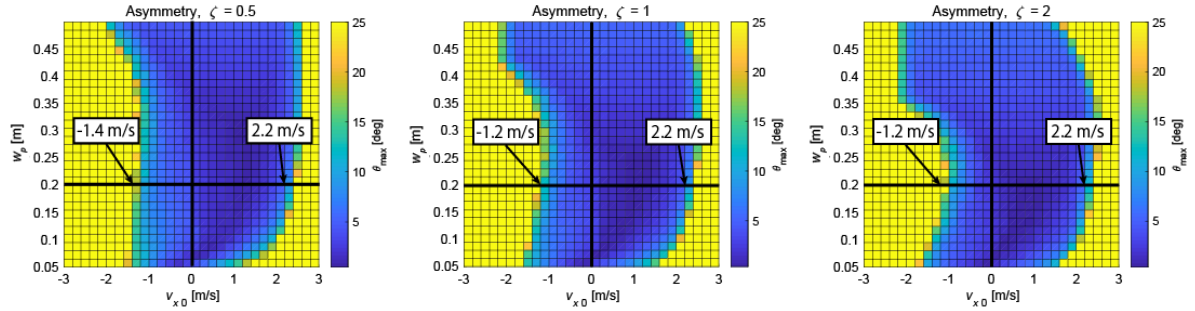 Asymmetry, ζ = 0.5
0.45
0.4
0.35
0.3
0.25
0.2
0.15
0.1
0.05
w_p [m]
-1.4 m/s
2.2 m/s
-3 -2 -1 0 1 2 3
v_x 0 [m/s]
25
20
15
10
5
θ_max [deg]
Asymmetry, ζ = 1
0.45
0.4
0.35
0.3
0.25
0.2
0.15
0.1
0.05
w_p [m]
-1.2 m/s
2.2 m/s
-3 -2 -1 0 1 2 3
v_x 0 [m/s]
25
20
15
10
5
θ_max [deg]
Asymmetry, ζ = 2
0.45
0.4
0.35
0.3
0.25
0.2
0.15
0.1
0.05
w_p [m]
-1.2 m/s
2.2 m/s
-3 -2 -1 0 1 2 3
v_x 0 [m/s]
25
20
15
10
5
θ_max [deg]